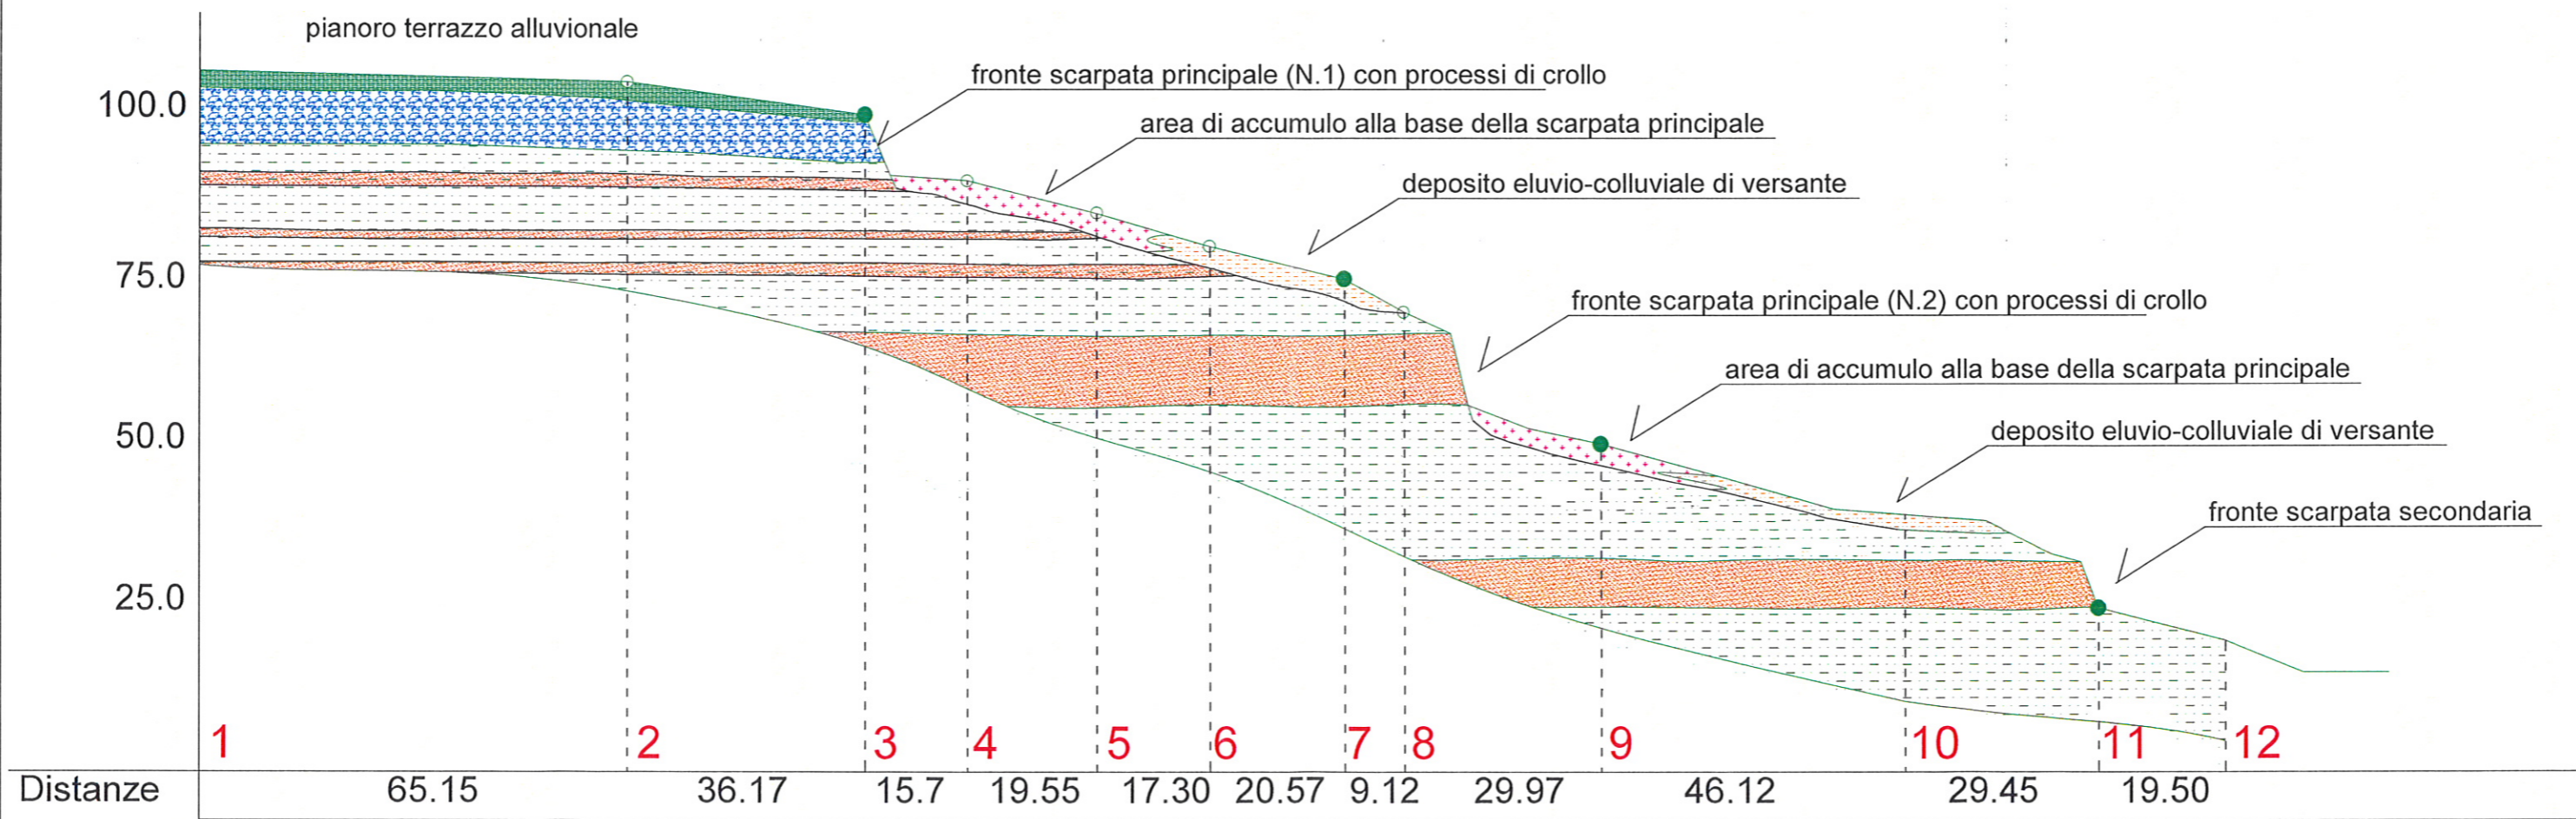 pianoro terrazzo alluvionale
fronte scarpata principale (N.1) con processi di crollo
100.0
area di accumulo alla base della scarpata principale
deposito eluvio-colluviale di versante
75.0
fronte scarpata principale (N.2) con processi di crollo
area di accumulo alla base della scarpata principale
50.0
deposito eluvio-colluviale di versante
fronte scarpata secondaria
25.0
1 2 3 4 5 6 7 8 9 10 11 12
Distanze 65.15 36.17 15.7 19.55 17.30 20.57 9.12 29.97 46.12 29.45 19.50